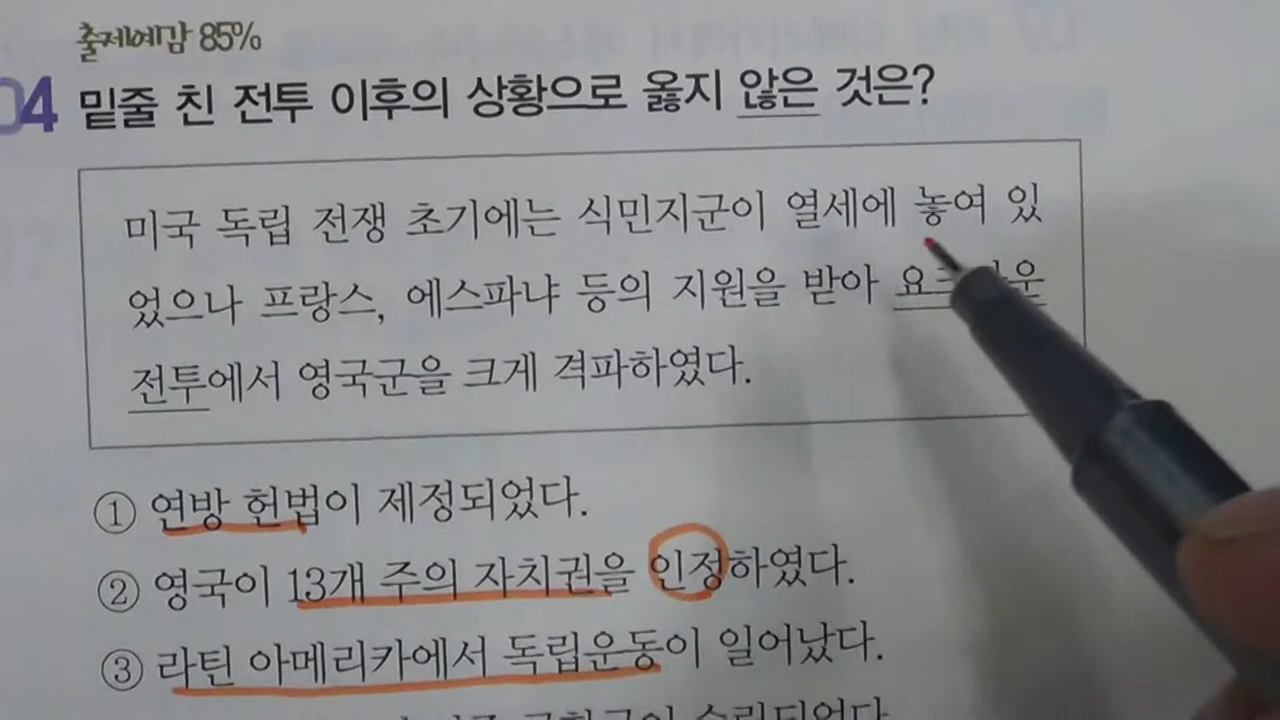 출제예감 85%
04 밑줄 친 전투 이후의 상황으로 옳지 않은 것은?
미국 독립 전쟁 초기에는 식민지군이 열세에 놓여 있
었으나 프랑스, 에스파냐 등의 지원을 받아
전투에서 영국군을 크게 격파하였다.
① 연방 헌법이 제정되었다.
② 영국이 13개 주의 자치권을 인정하였다.
③ 라틴 아메리카에서 독립운동이 일어났다.